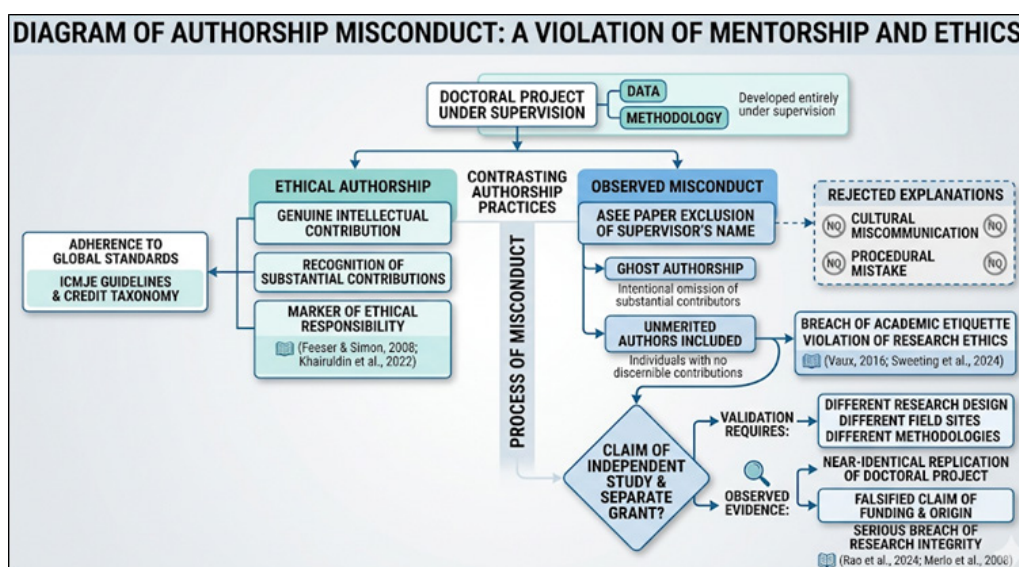 DIAGRAM OF AUTHORSHIP MISCONDUCT: A VIOLATION OF MENTORSHIP AND ETHICS
DOCTORAL PROJECT
UNDER SUPERVISION
DATA
METHODOLOGY
Developed entirely
under supervision
ETHICAL AUTHORSHIP
CONTRASTING
AUTHORSHIP
PRACTICES
OBSERVED MISCONDUCT
GENUINE INTELLECTUAL
CONTRIBUTION
RECOGNITION OF
SUBSTANTIAL CONTRIBUTIONS
MARKER OF ETHICAL
RESPONSIBILITY
(Feeser & Simon, 2008;
Khairuldin et al., 2022)
ADHERENCE TO
GLOBAL STANDARDS
ICMJE GUIDELINES
& CREDIT TAXONOMY
PROCESS OF MISCONDUCT
ASEE PAPER EXCLUSION
OF SUPERVISOR'S NAME
GHOST AUTHORSHIP
Intentional omission of
substantial contributors
UNMERITED
AUTHORS INCLUDED
Individuals with no
discernible contributions
REJECTED EXPLANATIONS
NO CULTURAL MISCOMMUNICATION NO
NO PROCEDURAL MISTAKE NO
BREACH OF ACADEMIC ETIQUETTE
VIOLATION OF RESEARCH ETHICS
(Vaux, 2016; Sweeting et al., 2024)
CLAIM OF
INDEPENDENT
STUDY &
SEPARATE
GRANT?
VALIDATION
REQUIRES:
DIFFERENT RESEARCH DESIGN
DIFFERENT FIELD SITES
DIFFERENT METHODOLOGIES
OBSERVED
EVIDENCE:
NEAR-IDENTICAL REPLICATION
OF DOCTORAL PROJECT
FALSIFIED CLAIM OF
FUNDING & ORIGIN
SERIOUS BREACH OF
RESEARCH INTEGRITY
(Rao et al., 2024; Merlo et al., 2008)